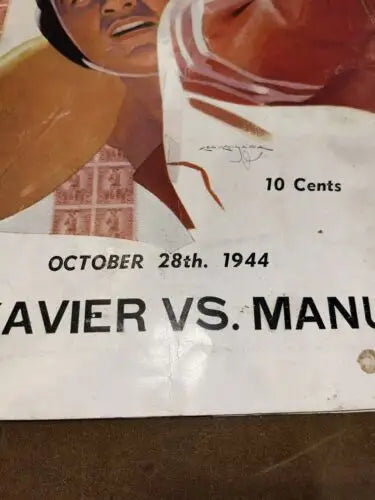 10 Cents
OCTOBER 28th. 1944
XAVIER VS. MANU